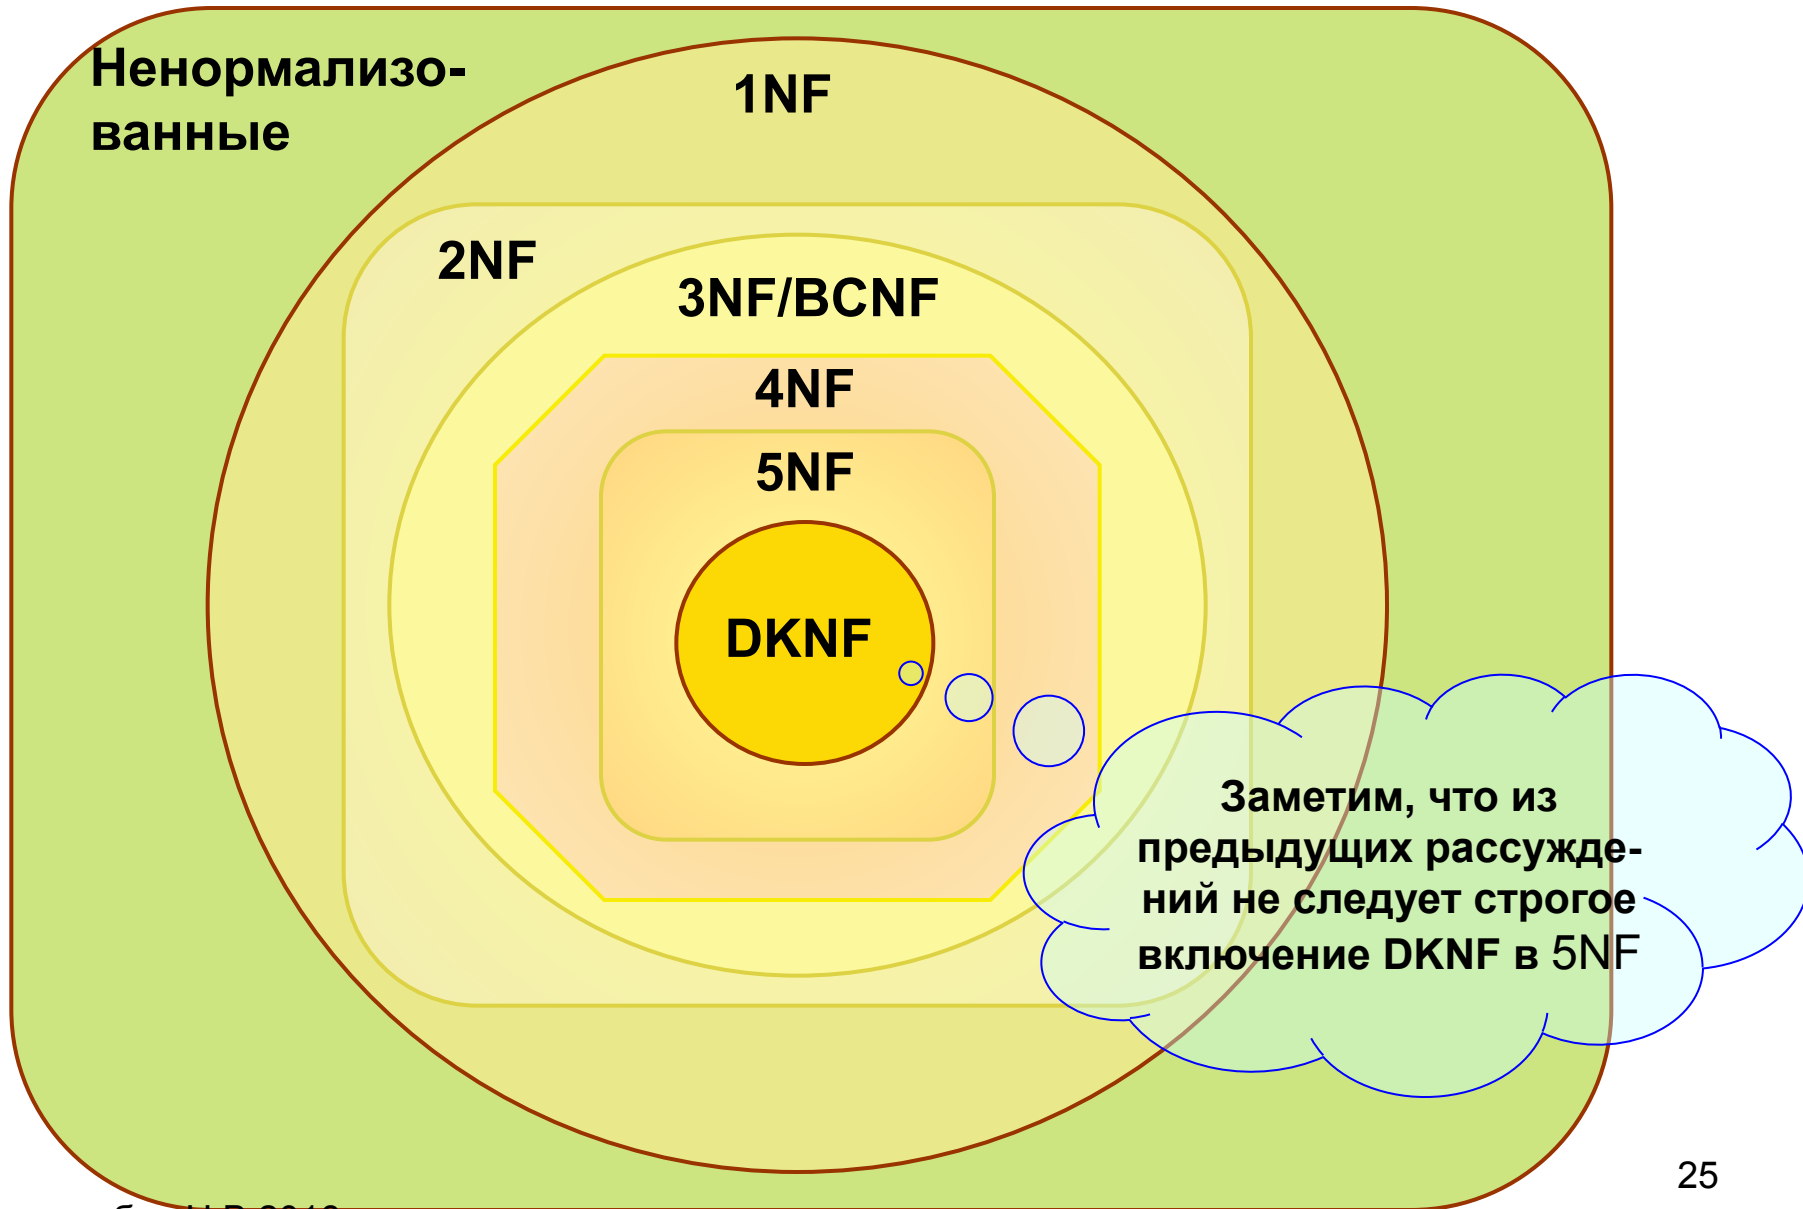 Ненормализо-
ванные
1NF
2NF
3NF/BCNF
4NF
5NF
DKNF
Заметим, что из
предыдущих рассужде-
ний не следует строгое
включение DKNF в 5NF
25